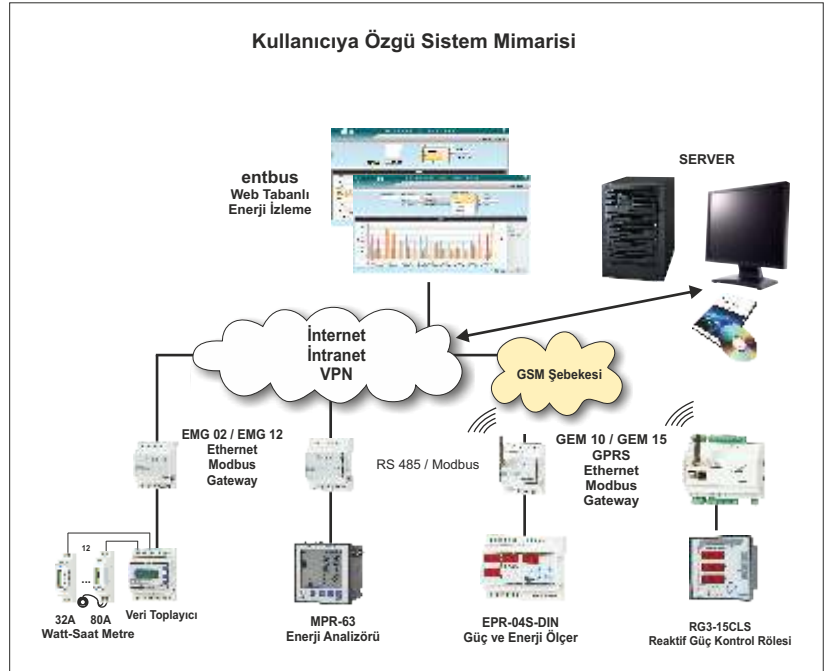 Kullanıcıya Özgü Sistem Mimarisi
entbus
Web Tabanlı
Enerji İzleme
SERVER
İnternet
İntranet
VPN
GSM Şebekesi
EMG 02 / EMG 12
Ethernet
Modbus
Gateway
RS 485 / Modbus
GEM 10 / GEM 15
GPRS
Ethernet
Modbus
Gateway
12
...
32A 80A
Watt-Saat Metre
Veri Toplayıcı
MPR-63
Enerji Analizörü
EPR-04S-DIN
Güç ve Enerji Ölçer
RG3-15CLS
Reaktif Güç Kontrol Rölesi